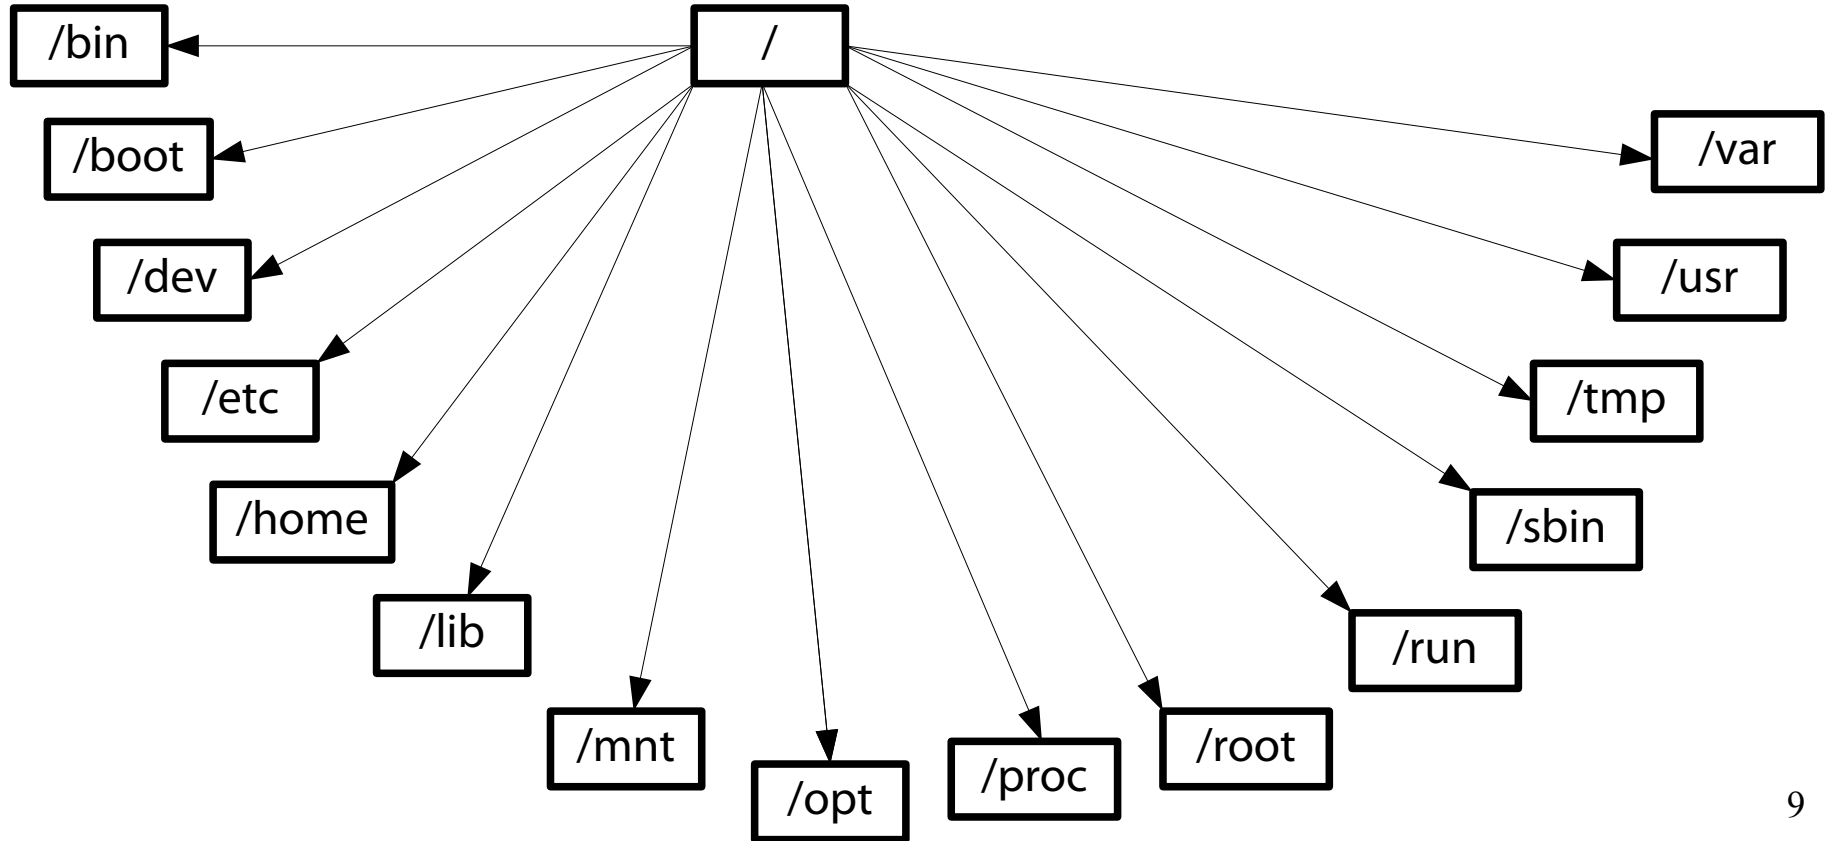 /
/bin
/boot
/dev
/etc
/home
/lib
/mnt
/opt
/proc
/root
/run
/sbin
/tmp
/usr
/var
9